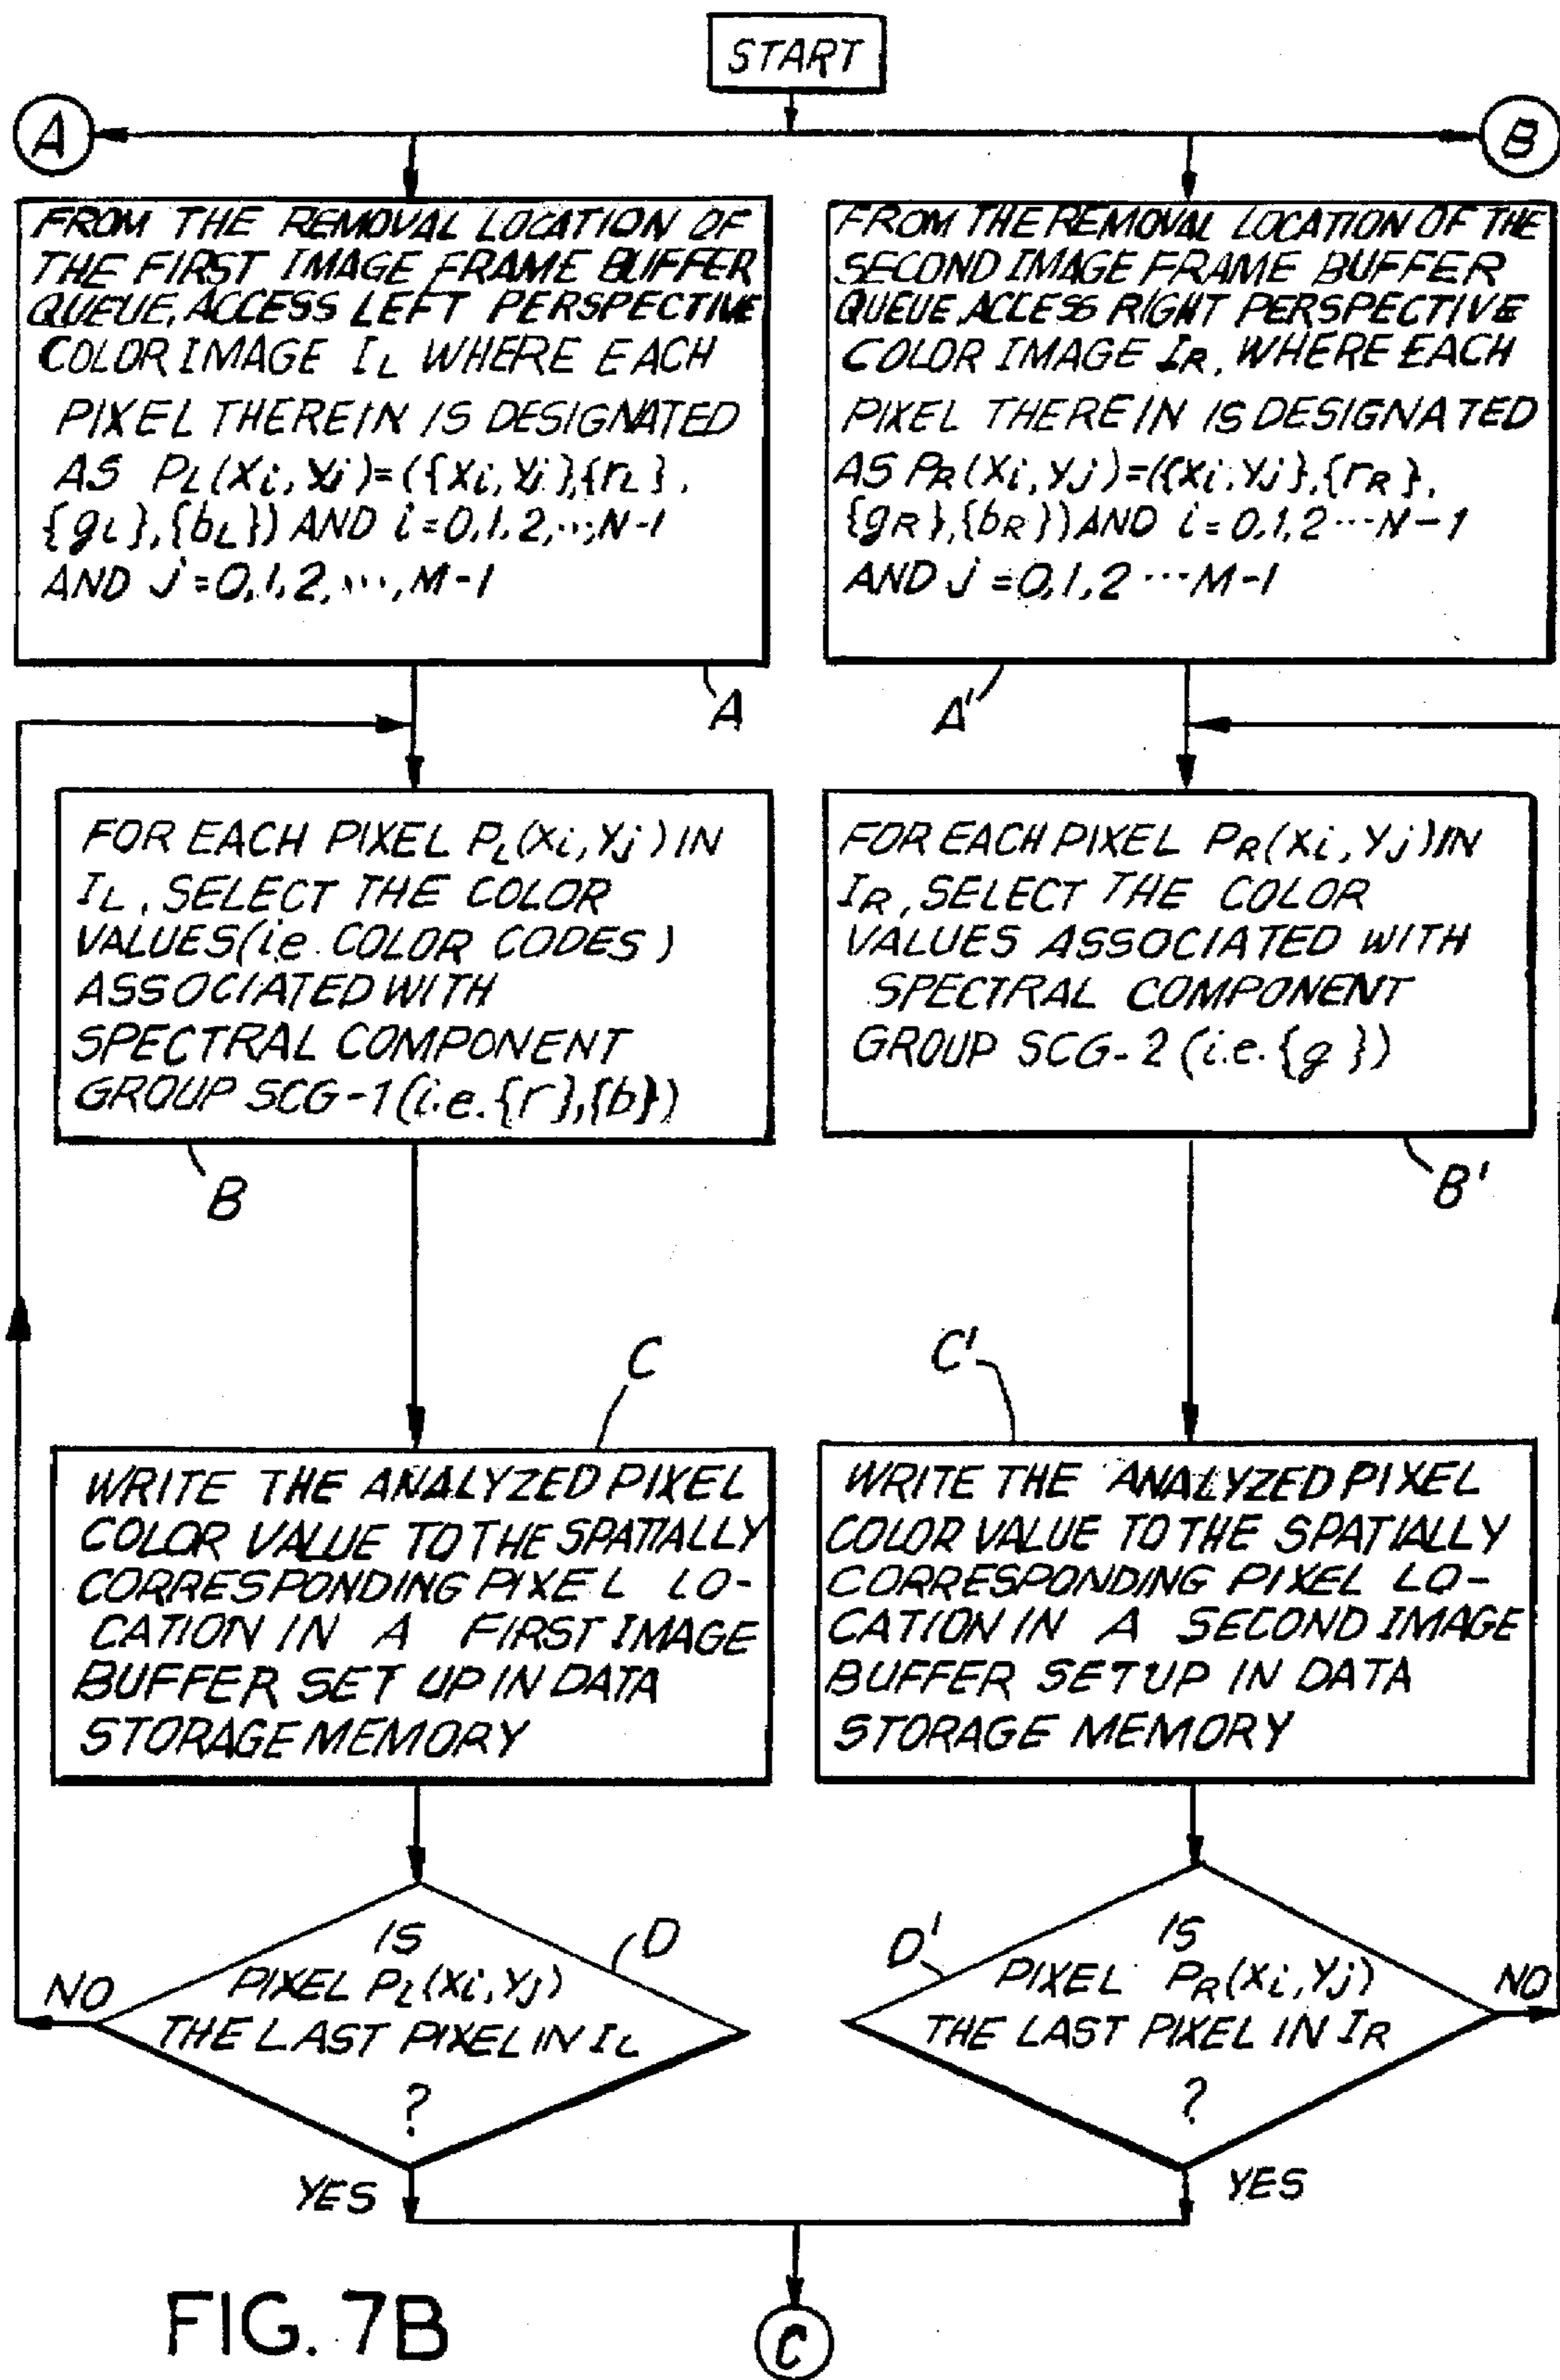 START
A
B
FROM THE REMOVAL LOCATION OF
THE FIRST IMAGE FRAME BUFFER
QUEUE, ACCESS LEFT PERSPECTIVE
COLOR IMAGE IL WHERE EACH
PIXEL THEREIN IS DESIGNATED
AS PL(xi, yj)=({xi, yj},{rL},
{gL},{bL}) AND i=0,1,2,...,N-1
AND j=0,1,2,...,M-1
A
FROM THE REMOVAL LOCATION OF THE
SECOND IMAGE FRAME BUFFER
QUEUE, ACCESS RIGHT PERSPECTIVE
COLOR IMAGE IR, WHERE EACH
PIXEL THEREIN IS DESIGNATED
AS PR(xi, yj)=({xi, yj},{rR},
{gR},{bR}) AND i=0,1,2...N-1
AND j=0,1,2...M-1
A'
FOR EACH PIXEL PL(xi, yj) IN
IL, SELECT THE COLOR
VALUES (i.e. COLOR CODES)
ASSOCIATED WITH
SPECTRAL COMPONENT
GROUP SCG-1 (i.e. {r},{b})
B
FOR EACH PIXEL PR(xi, yj) IN
IR, SELECT THE COLOR
VALUES ASSOCIATED WITH
SPECTRAL COMPONENT
GROUP SCG-2 (i.e. {g })
B'
C
WRITE THE ANALYZED PIXEL
COLOR VALUE TO THE SPATIALLY
CORRESPONDING PIXEL LO-
CATION IN A FIRST IMAGE
BUFFER SET UP IN DATA
STORAGE MEMORY
C'
WRITE THE ANALYZED PIXEL
COLOR VALUE TO THE SPATIALLY
CORRESPONDING PIXEL LO-
CATION IN A SECOND IMAGE
BUFFER SET UP IN DATA
STORAGE MEMORY
D
IS
PIXEL PL(xi, yj)
THE LAST PIXEL IN IL
?
NO
YES
D'
IS
PIXEL PR(xi, yj)
THE LAST PIXEL IN IR
?
NO
YES
C
FIG. 7B